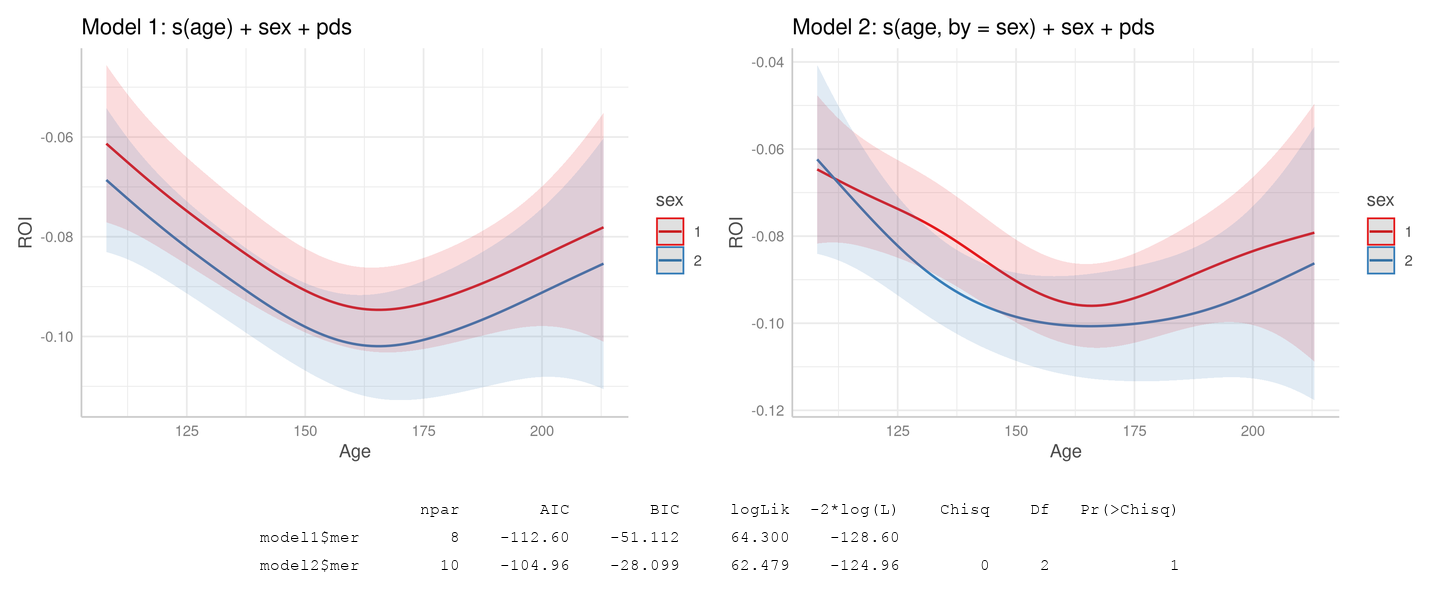 Model 1: s(age) + sex + pds
-0.06
-0.08
-0.10
ROI
125 150 175 200
Age
sex
1
2
Model 2: s(age, by = sex) + sex + pds
-0.04
-0.06
-0.08
-0.10
-0.12
ROI
125 150 175 200
Age
sex
1
2
npar AIC BIC logLik -2*log(L) Chisq Df Pr(>Chisq)
model1$mer 8 -112.60 -51.112 64.300 -128.60
model2$mer 10 -104.96 -28.099 62.479 -124.96 0 2 1